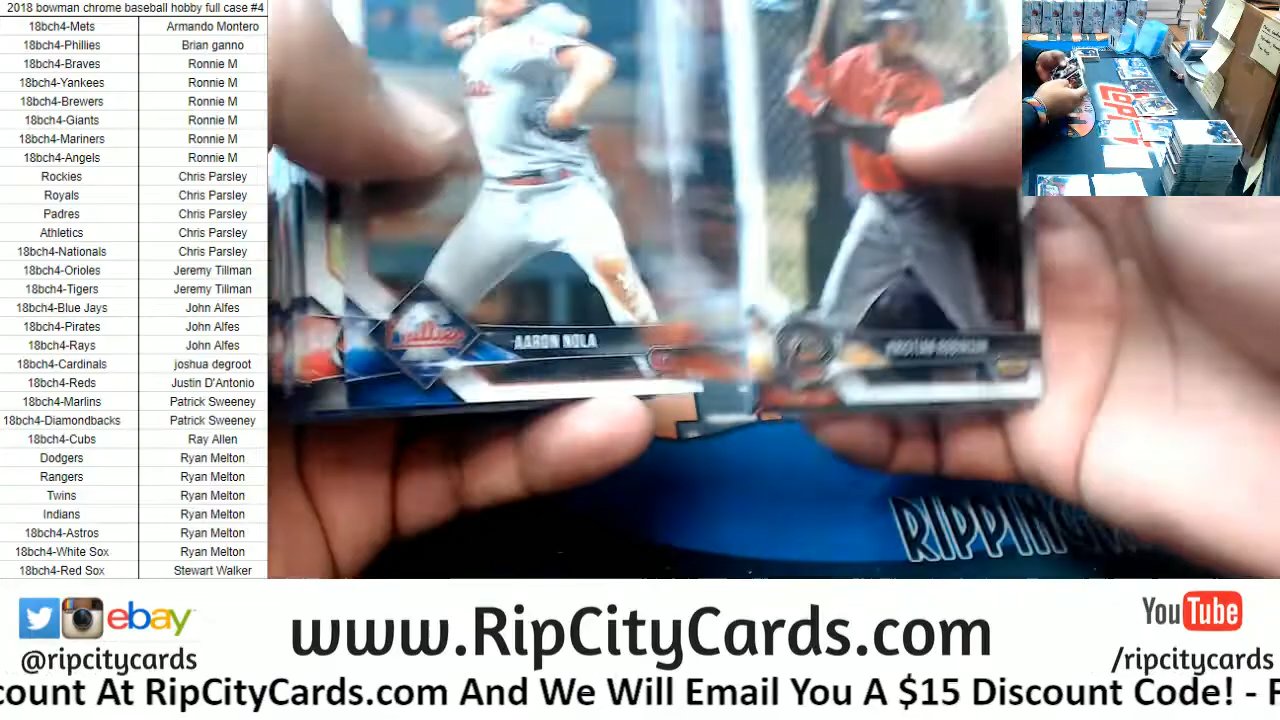 2018 bowman chrome baseball hobby full case #4
18bch4-Mets Armando Montero
18bch4-Phillies Brian ganno
18bch4-Braves Ronnie M
18bch4-Yankees Ronnie M
18bch4-Brewers Ronnie M
18bch4-Giants Ronnie M
18bch4-Mariners Ronnie M
18bch4-Angels Ronnie M
Rockies Chris Parsley
Royals Chris Parsley
Padres Chris Parsley
Athletics Chris Parsley
18bch4-Nationals Chris Parsley
18bch4-Orioles Jeremy Tillman
18bch4-Tigers Jeremy Tillman
18bch4-Blue Jays John Alfes
18bch4-Pirates John Alfes
18bch4-Rays John Alfes
18bch4-Cardinals joshua degroot
18bch4-Reds Justin D'Antonio
18bch4-Marlins Patrick Sweeney
18bch4-Diamondbacks Patrick Sweeney
18bch4-Cubs Ray Allen
Dodgers Ryan Melton
Rangers Ryan Melton
Twins Ryan Melton
Indians Ryan Melton
18bch4-Astros Ryan Melton
18bch4-White Sox Ryan Melton
18bch4-Red Sox Stewart Walker
Phillies
AARON NOLA
RIPPIN
ebay
@ripcitycards
www.RipCityCards.com
YouTube
/ripcitycards
count At RipCityCards.com And We Will Email You A $15 Discount Code! - F